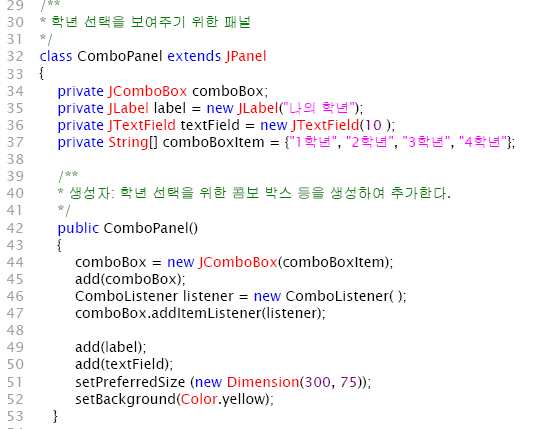 29 /**
30 * 학년 선택을 보여주기 위한 패널
31 */
32 class ComboPanel extends JPanel
33 {
34 private JComboBox comboBox;
35 private JLabel label = new JLabel("나의 학년");
36 private JTextField textField = new JTextField(10 );
37 private String[] comboBoxItem = {"1학년", "2학년", "3학년", "4학년"};
38
39 /**
40 * 생성자: 학년 선택을 위한 콤보 박스 등을 생성하여 추가한다.
41 */
42 public ComboPanel()
43 {
44 comboBox = new JComboBox(comboBoxItem);
45 add(comboBox);
46 ComboListener listener = new ComboListener( );
47 comboBox.addItemListener(listener);
48
49 add(label);
50 add(textField);
51 setPreferredSize (new Dimension(300, 75));
52 setBackground(Color.yellow);
53 }